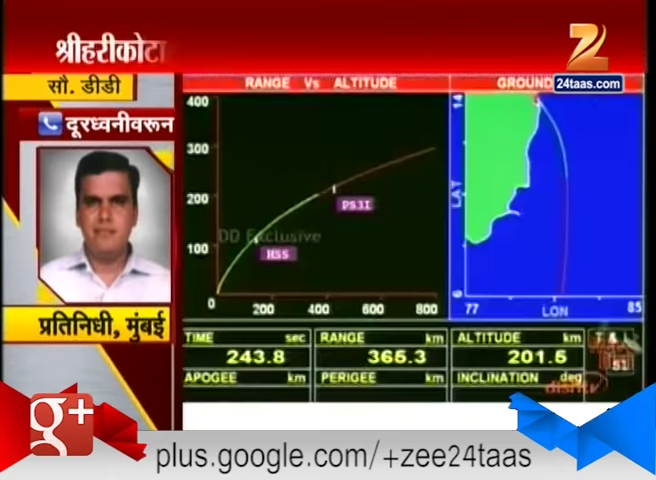 श्रीहरीकोटा
24taas.com
सौ. डीडी
दूरध्वनीवरून
प्रतिनिधी, मुंबई
RANGE Vs ALTITUDE
GROUND
400
300
200
100
0
200
400
600
800
PS3I
HSS
DD Exclusive
14
LAT
6
77
LON
85
TIME sec
243.8
RANGE km
365.3
ALTITUDE km
201.5
APOGEE km
PERIGEE km
INCLINATION deg
T &
S1
g+
plus.google.com/+zee24taas